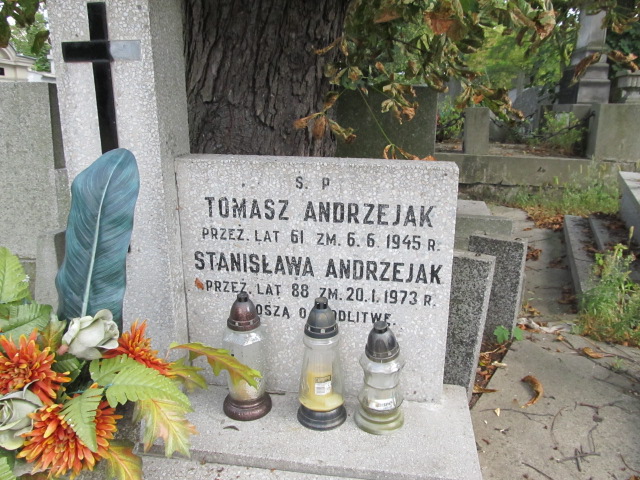 Ś. P
TOMASZ ANDRZEJAK
PRZEŻ. LAT 61 ZM. 6.6.1945 R.
STANISŁAWA ANDRZEJAK
PRZEŻ. LAT 88 ZM. 20.1.1973 R.